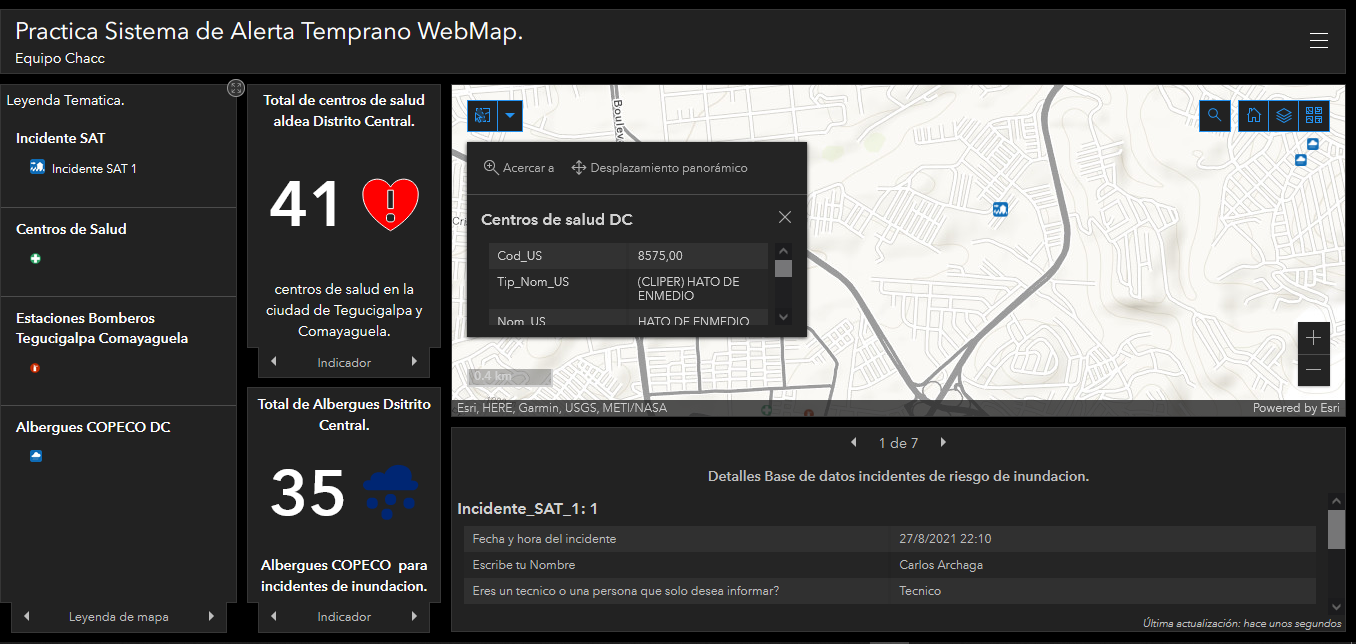 Practica Sistema de Alerta Temprano WebMap.
Equipo Chacc
Leyenda Tematica.
Incidente SAT
Incidente SAT 1
Centros de Salud
Estaciones Bomberos
Tegucigalpa Comayaguela
Albergues COPECO DC
Leyenda de mapa
Total de centros de salud
aldea Distrito Central.
41
centros de salud en la
ciudad de Tegucigalpa y
Comayaguela.
Indicador
Total de Albergues Dsitrito
Central.
35
Albergues COPECO para
incidentes de inundacion.
Indicador
Boulev
Acercar a
Desplazamiento panorámico
Centros de salud DC
Cod_US 8575,00
Tip_Nom_US (CLIPER) HATO DE
ENMEDIO
Nom_US HATO DE ENMEDIO
0.4 km
Esri, HERE, Garmin, USGS, METI/NASA
Powered by Esri
1 de 7
Detalles Base de datos incidentes de riesgo de inundacion.
Incidente_SAT_1: 1
Fecha y hora del incidente 27/8/2021 22:10
Escribe tu Nombre Carlos Archaga
Eres un tecnico o una persona que solo desea informar? Tecnico
Última actualización: hace unos segundos